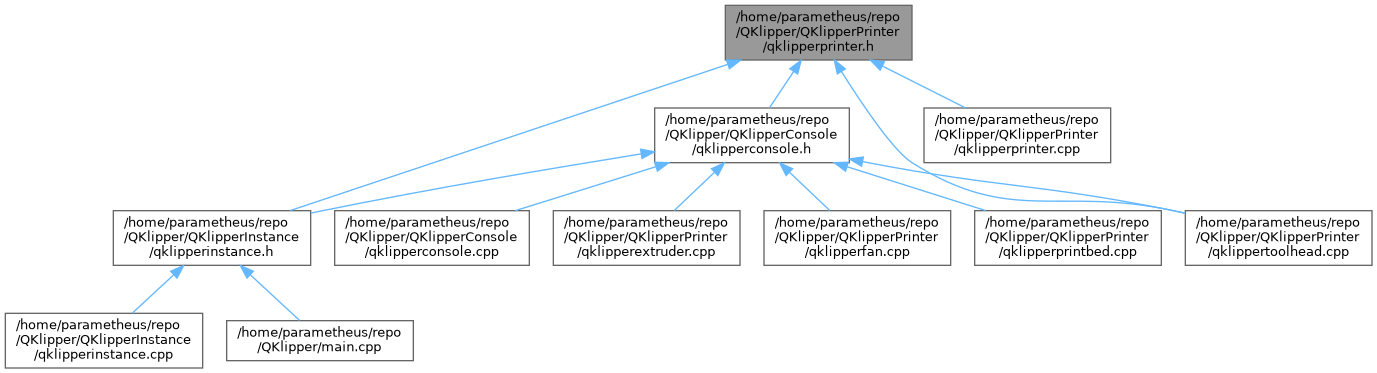 /home/parametheus/repo
/QKlipper/QKlipperPrinter
/qklipperprinter.h
/home/parametheus/repo
/QKlipper/QKlipperConsole
/qklipperconsole.h
/home/parametheus/repo
/QKlipper/QKlipperPrinter
/qklipperprinter.cpp
/home/parametheus/repo
/QKlipper/QKlipperInstance
/qklipperinstance.h
/home/parametheus/repo
/QKlipper/QKlipperConsole
/qklipperconsole.cpp
/home/parametheus/repo
/QKlipper/QKlipperPrinter
/qklipperextruder.cpp
/home/parametheus/repo
/QKlipper/QKlipperPrinter
/qklipperfan.cpp
/home/parametheus/repo
/QKlipper/QKlipperPrinter
/qklipperprintbed.cpp
/home/parametheus/repo
/QKlipper/QKlipperPrinter
/qklippertoolhead.cpp
/home/parametheus/repo
/QKlipper/QKlipperInstance
/qklipperinstance.cpp
/home/parametheus/repo
/QKlipper/main.cpp